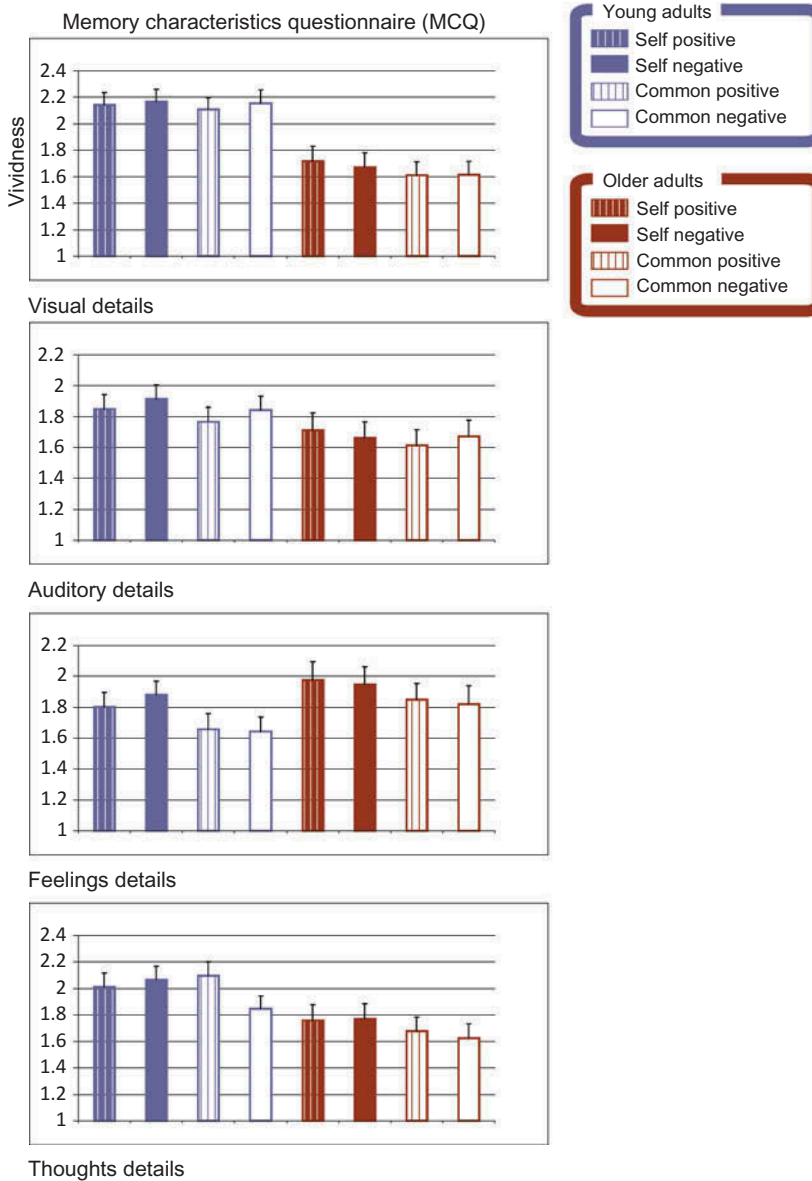 Memory characteristics questionnaire (MCQ)
Vividness
2.4
2.2
2
1.8
1.6
1.4
1.2
1
Visual details
2.2
2
1.8
1.6
1.4
1.2
1
Auditory details
2.2
2
1.8
1.6
1.4
1.2
1
Feelings details
2.4
2.2
2
1.8
1.6
1.4
1.2
1
Thoughts details
Young adults
Self positive
Self negative
Common positive
Common negative
Older adults
Self positive
Self negative
Common positive
Common negative